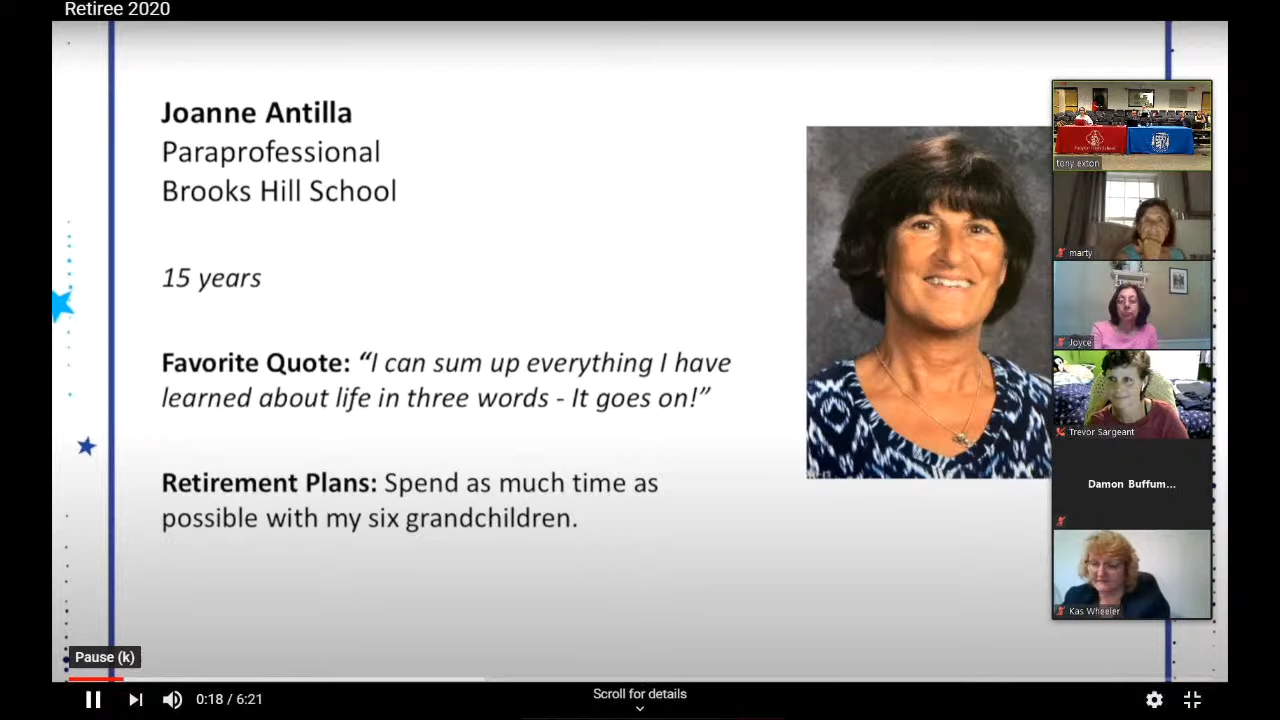 Retiree 2020
Joanne Antilla
Paraprofessional
Brooks Hill School
15 years
Favorite Quote: “I can sum up everything I have
learned about life in three words - It goes on!”
Retirement Plans: Spend as much time as
possible with my six grandchildren.
tony exton
marty
Joyce
Trevor Sargeant
Damon Buffum...
Kas Wheeler
Pause (k)
0:18 / 6:21
Scroll for details